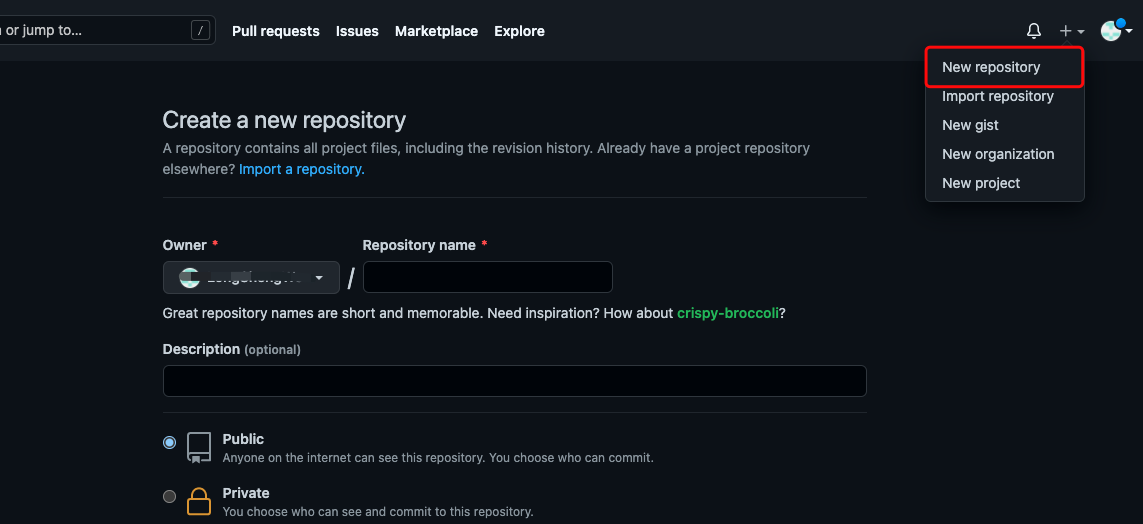 or jump to... /
Pull requests Issues Marketplace Explore
New repository
Import repository
New gist
New organization
New project
Create a new repository
A repository contains all project files, including the revision history. Already have a project repository
elsewhere? Import a repository.
Owner * Repository name *
/
Great repository names are short and memorable. Need inspiration? How about crispy-broccoli?
Description (optional)
Public
Anyone on the internet can see this repository. You choose who can commit.
Private
You choose who can see and commit to this repository.